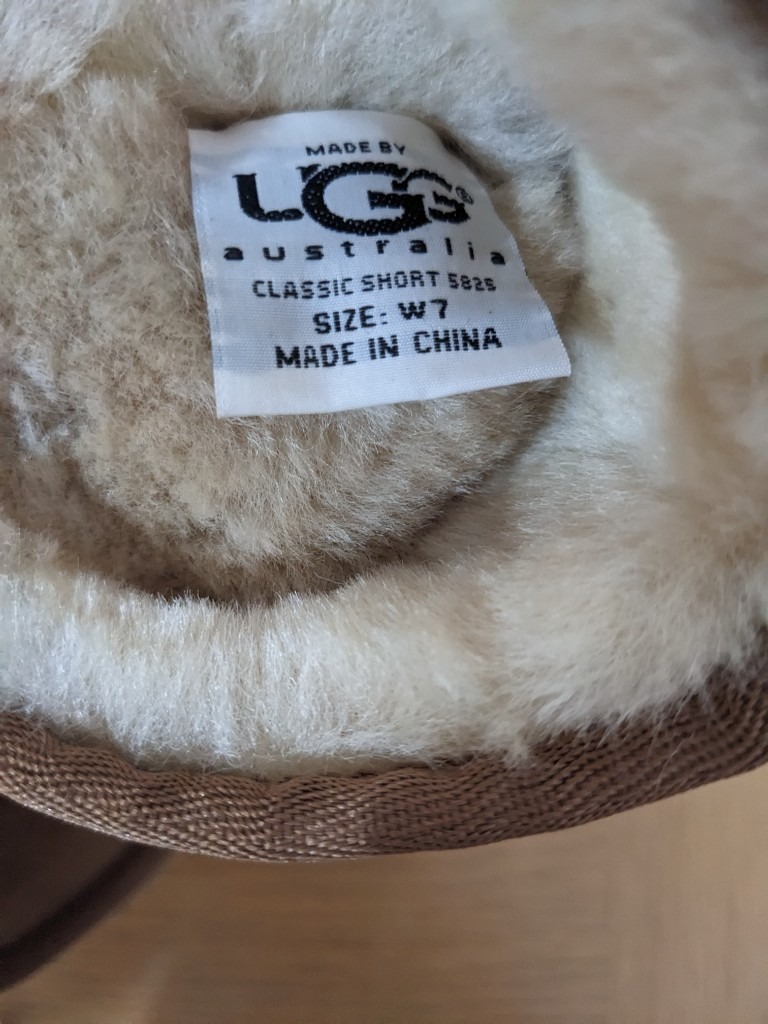 MADE BY
UGG®
australia
CLASSIC SHORT 5825
SIZE: W7
MADE IN CHINA